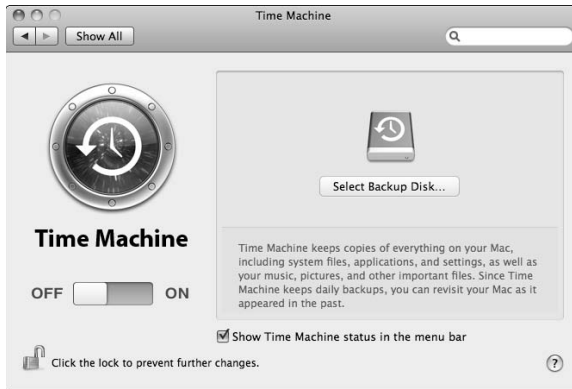 Time Machine
Show All
Select Backup Disk...
Time Machine
Time Machine keeps copies of everything on your Mac,
including system files, applications, and settings, as well as
your music, pictures, and other important files. Since Time
Machine keeps daily backups, you can revisit your Mac as it
appeared in the past.
OFF ON
Show Time Machine status in the menu bar
Click the lock to prevent further changes.
?